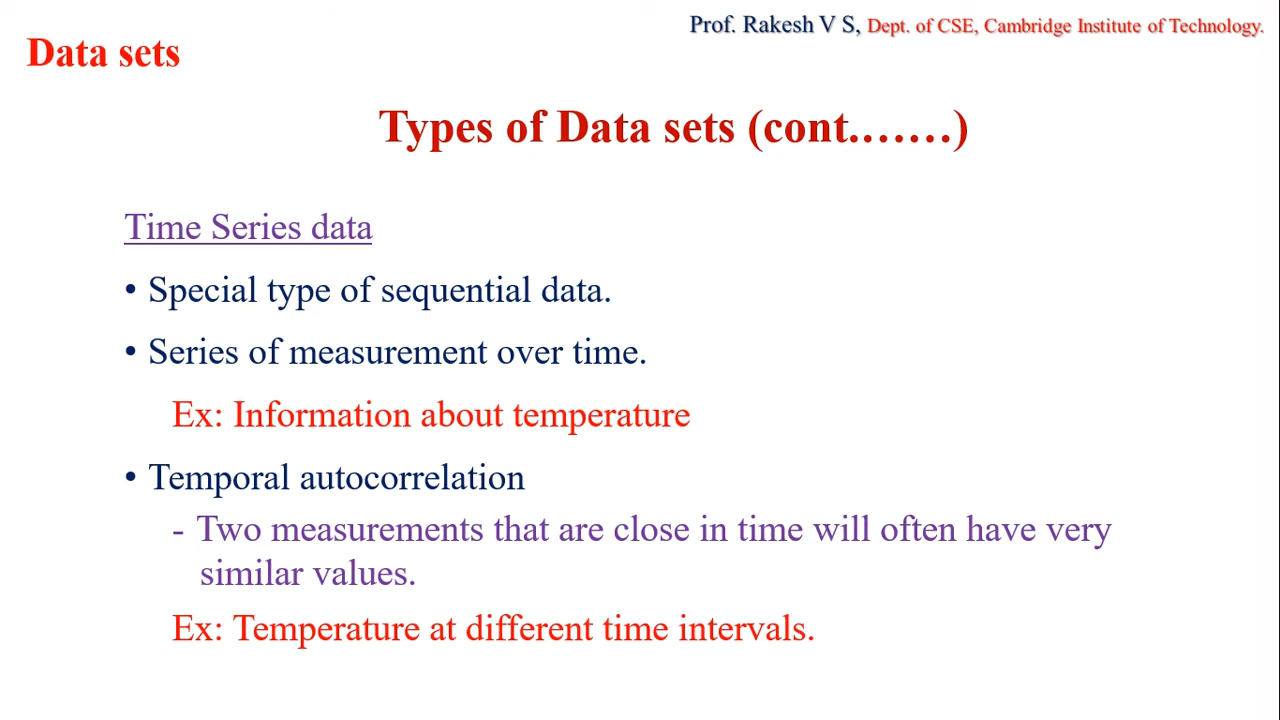 Prof. Rakesh V S, Dept. of CSE, Cambridge Institute of Technology.
Data sets
Types of Data sets (cont.……)
Time Series data
• Special type of sequential data.
• Series of measurement over time.
Ex: Information about temperature
• Temporal autocorrelation
- Two measurements that are close in time will often have very
similar values.
Ex: Temperature at different time intervals.